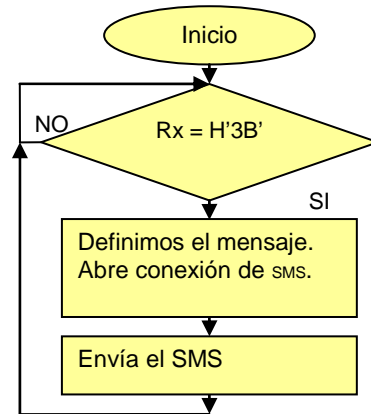 Inicio
NO
Rx = H'3B'
SI
Definimos el mensaje.
Abre conexión de SMS.
Envía el SMS